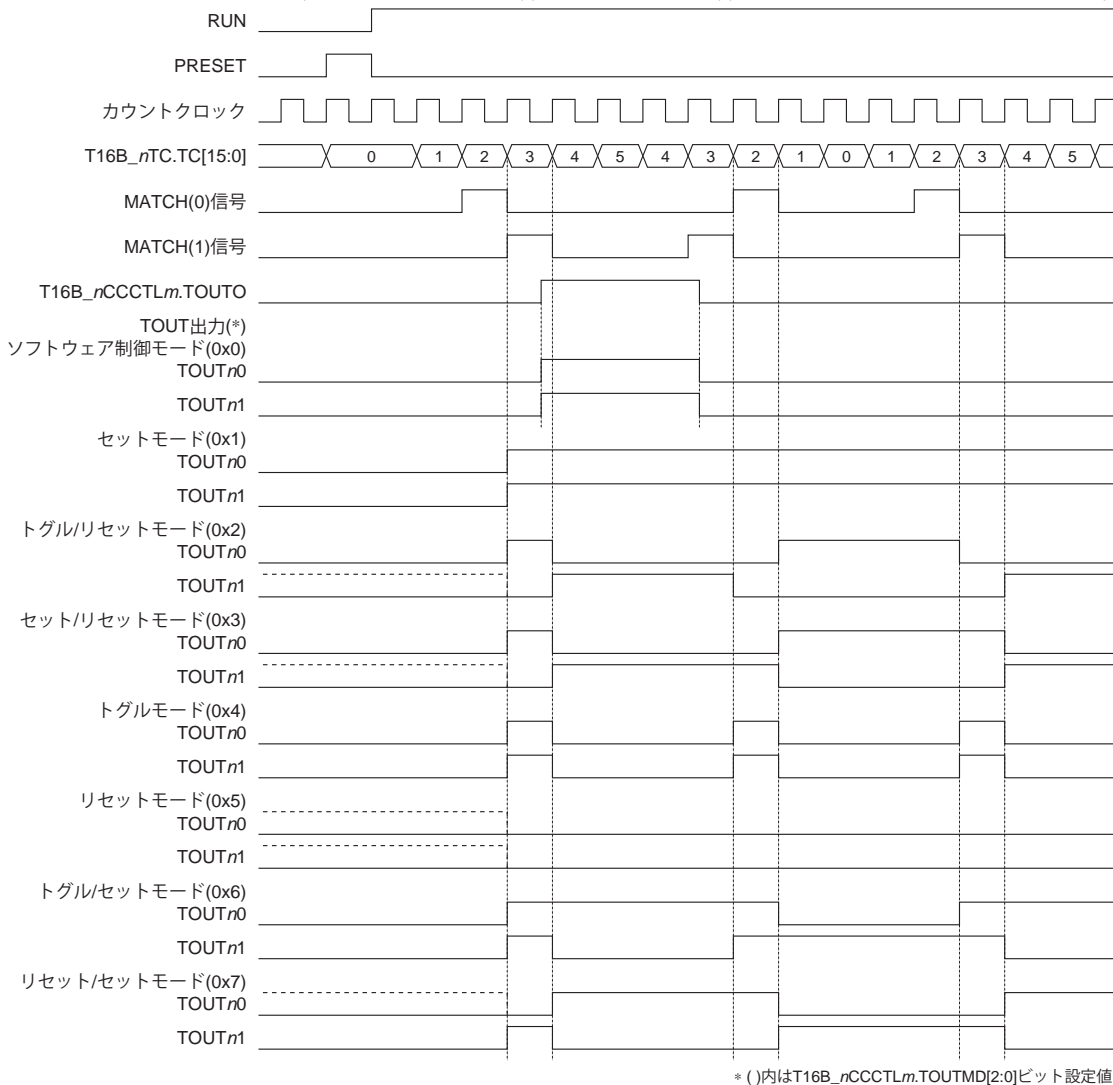 RUN
PRESET
カウントクロック
T16B_nTC.TC[15:0] 0 1 2 3 4 5 4 3 2 1 0 1 2 3 4 5
MATCH(0)信号
MATCH(1)信号
T16B_nCCCTLm.TOUTO
TOUT出力(*)
ソフトウェア制御モード(0x0)
TOUTn0
TOUTn1
セットモード(0x1)
TOUTn0
TOUTn1
トグル/リセットモード(0x2)
TOUTn0
TOUTn1
セット/リセットモード(0x3)
TOUTn0
TOUTn1
トグルモード(0x4)
TOUTn0
TOUTn1
リセットモード(0x5)
TOUTn0
TOUTn1
トグル/セットモード(0x6)
TOUTn0
TOUTn1
リセット/セットモード(0x7)
TOUTn0
TOUTn1
* ( )内はT16B_nCCCTLm.TOUTMD[2:0]ビット設定値